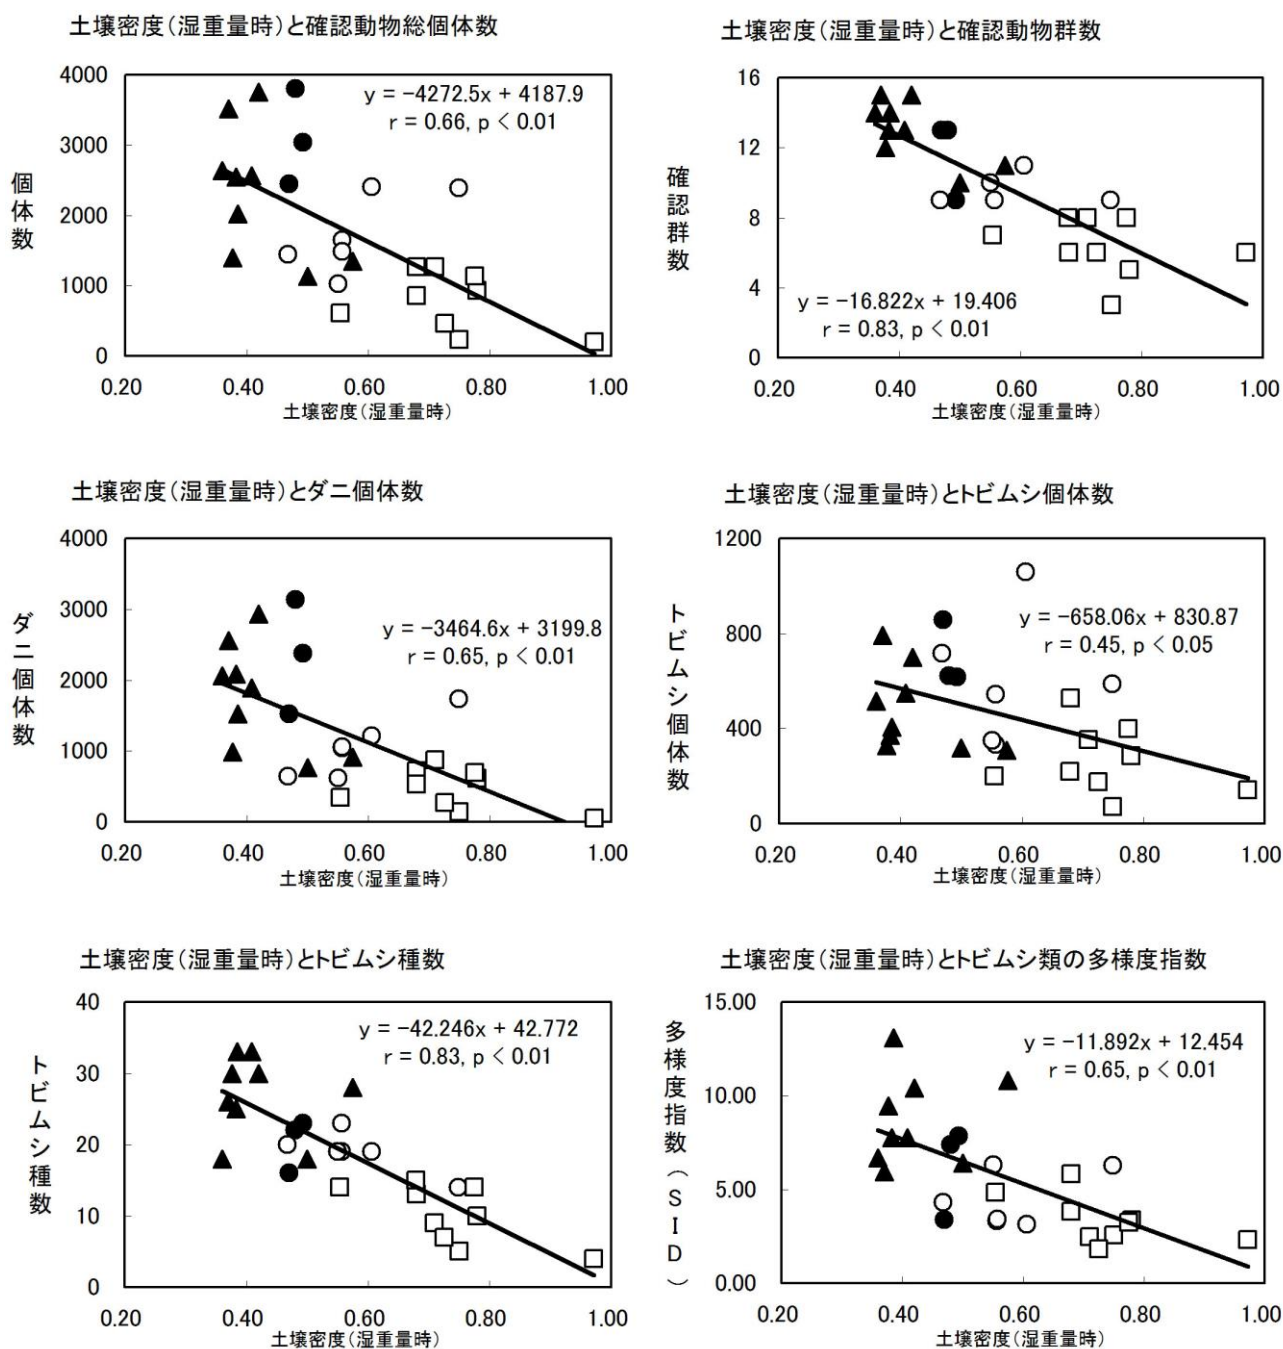 土壌密度(湿重量時)と確認動物総個体数
4000
3000
2000
1000
0
個体数
y = −4272.5x + 4187.9
r = 0.66, p < 0.01
0.20 0.40 0.60 0.80 1.00
土壌密度(湿重量時)
土壌密度(湿重量時)と確認動物群数
16
12
8
4
0
確認群数
y = −16.822x + 19.406
r = 0.83, p < 0.01
0.20 0.40 0.60 0.80 1.00
土壌密度(湿重量時)
土壌密度(湿重量時)とダニ個体数
4000
3000
2000
1000
0
ダニ個体数
y = −3464.6x + 3199.8
r = 0.65, p < 0.01
0.20 0.40 0.60 0.80 1.00
土壌密度(湿重量時)
土壌密度(湿重量時)とトビムシ個体数
1200
800
400
0
トビムシ個体数
y = −658.06x + 830.87
r = 0.45, p < 0.05
0.20 0.40 0.60 0.80 1.00
土壌密度(湿重量時)
土壌密度(湿重量時)とトビムシ種数
40
30
20
10
0
トビムシ種数
y = −42.246x + 42.772
r = 0.83, p < 0.01
0.20 0.40 0.60 0.80 1.00
土壌密度(湿重量時)
土壌密度(湿重量時)とトビムシ類の多様度指数
15.00
10.00
5.00
0.00
多様度指数(SID)
y = −11.892x + 12.454
r = 0.65, p < 0.01
0.20 0.40 0.60 0.80 1.00
土壌密度(湿重量時)